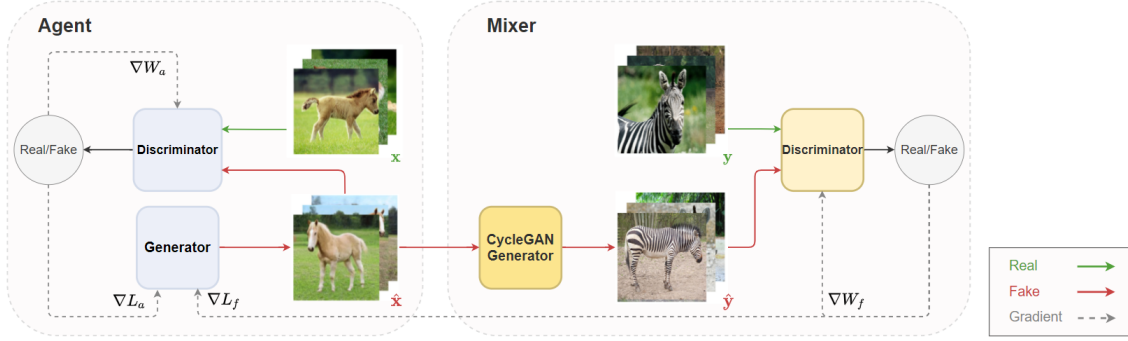 Agent
Mixer
∇W_a
Real/Fake
Discriminator
x
y
Discriminator
Real/Fake
Generator
CycleGAN
Generator
∇L_a
∇L_f
x̂
ŷ
∇W_f
Real
Fake
Gradient